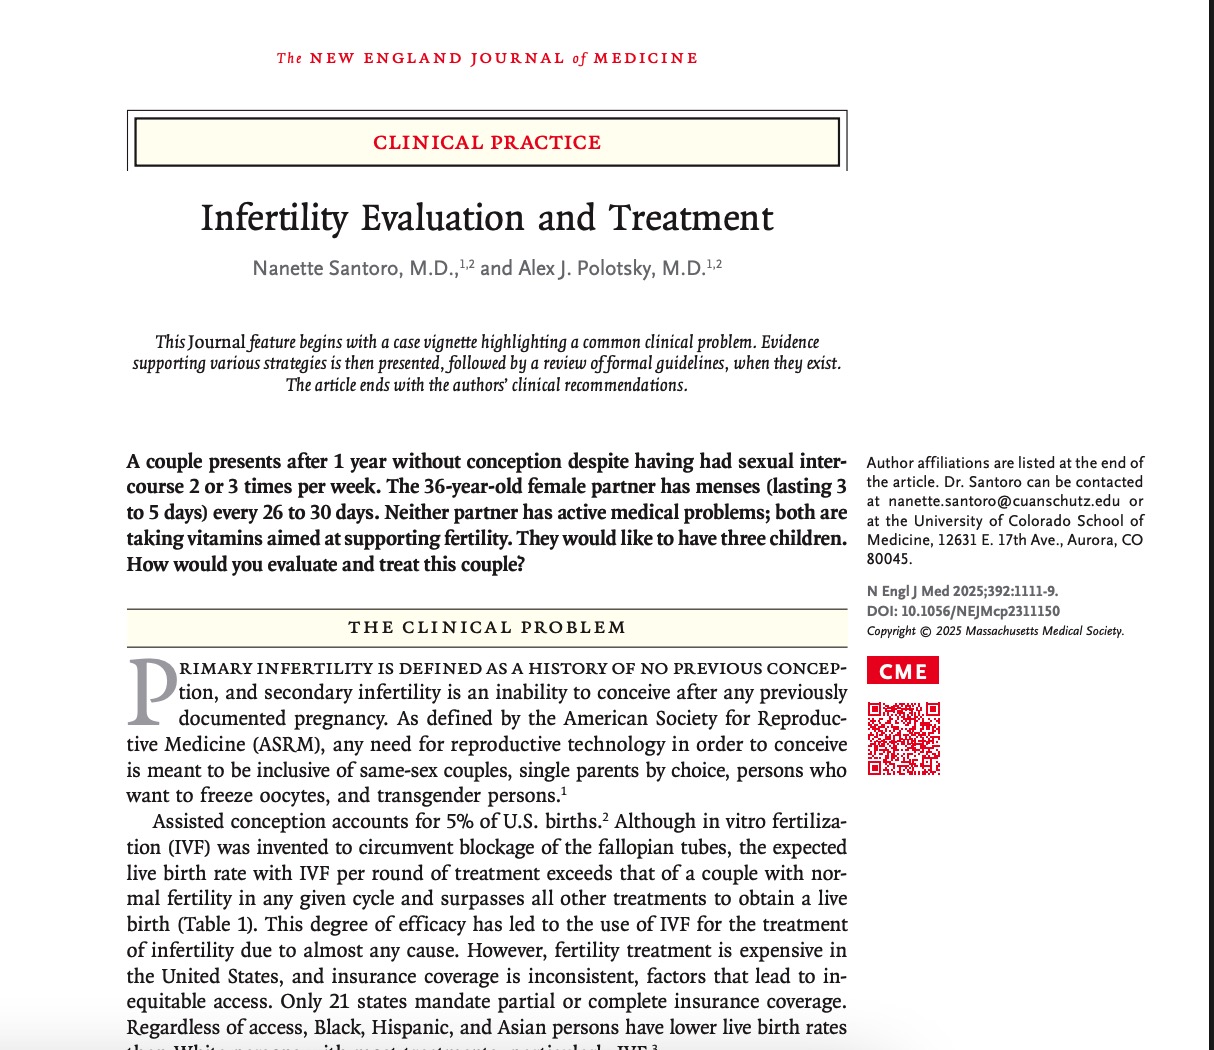 The NEW ENGLAND JOURNAL of MEDICINE
CLINICAL PRACTICE
Infertility Evaluation and Treatment
Nanette Santoro, M.D.,1,2 and Alex J. Polotsky, M.D.1,2
This Journal feature begins with a case vignette highlighting a common clinical problem. Evidence
supporting various strategies is then presented, followed by a review of formal guidelines, when they exist.
The article ends with the authors’ clinical recommendations.
A couple presents after 1 year without conception despite having had sexual inter-
course 2 or 3 times per week. The 36-year-old female partner has menses (lasting 3
to 5 days) every 26 to 30 days. Neither partner has active medical problems; both are
taking vitamins aimed at supporting fertility. They would like to have three children.
How would you evaluate and treat this couple?
THE CLINICAL PROBLEM
PRIMARY INFERTILITY IS DEFINED AS A HISTORY OF NO PREVIOUS CONCEP-
tion, and secondary infertility is an inability to conceive after any previously
documented pregnancy. As defined by the American Society for Reproduc-
tive Medicine (ASRM), any need for reproductive technology in order to conceive
is meant to be inclusive of same-sex couples, single parents by choice, persons who
want to freeze oocytes, and transgender persons.1
Assisted conception accounts for 5% of U.S. births.2 Although in vitro fertiliza-
tion (IVF) was invented to circumvent blockage of the fallopian tubes, the expected
live birth rate with IVF per round of treatment exceeds that of a couple with nor-
mal fertility in any given cycle and surpasses all other treatments to obtain a live
birth (Table 1). This degree of efficacy has led to the use of IVF for the treatment
of infertility due to almost any cause. However, fertility treatment is expensive in
the United States, and insurance coverage is inconsistent, factors that lead to in-
equitable access. Only 21 states mandate partial or complete insurance coverage.
Regardless of access, Black, Hispanic, and Asian persons have lower live birth rates
Author affiliations are listed at the end of
the article. Dr. Santoro can be contacted
at nanette.santoro@cuanschutz.edu or
at the University of Colorado School of
Medicine, 12631 E. 17th Ave., Aurora, CO
80045.
N Engl J Med 2025;392:1111-9.
DOI: 10.1056/NEJMcp2311150
Copyright © 2025 Massachusetts Medical Society.
CME